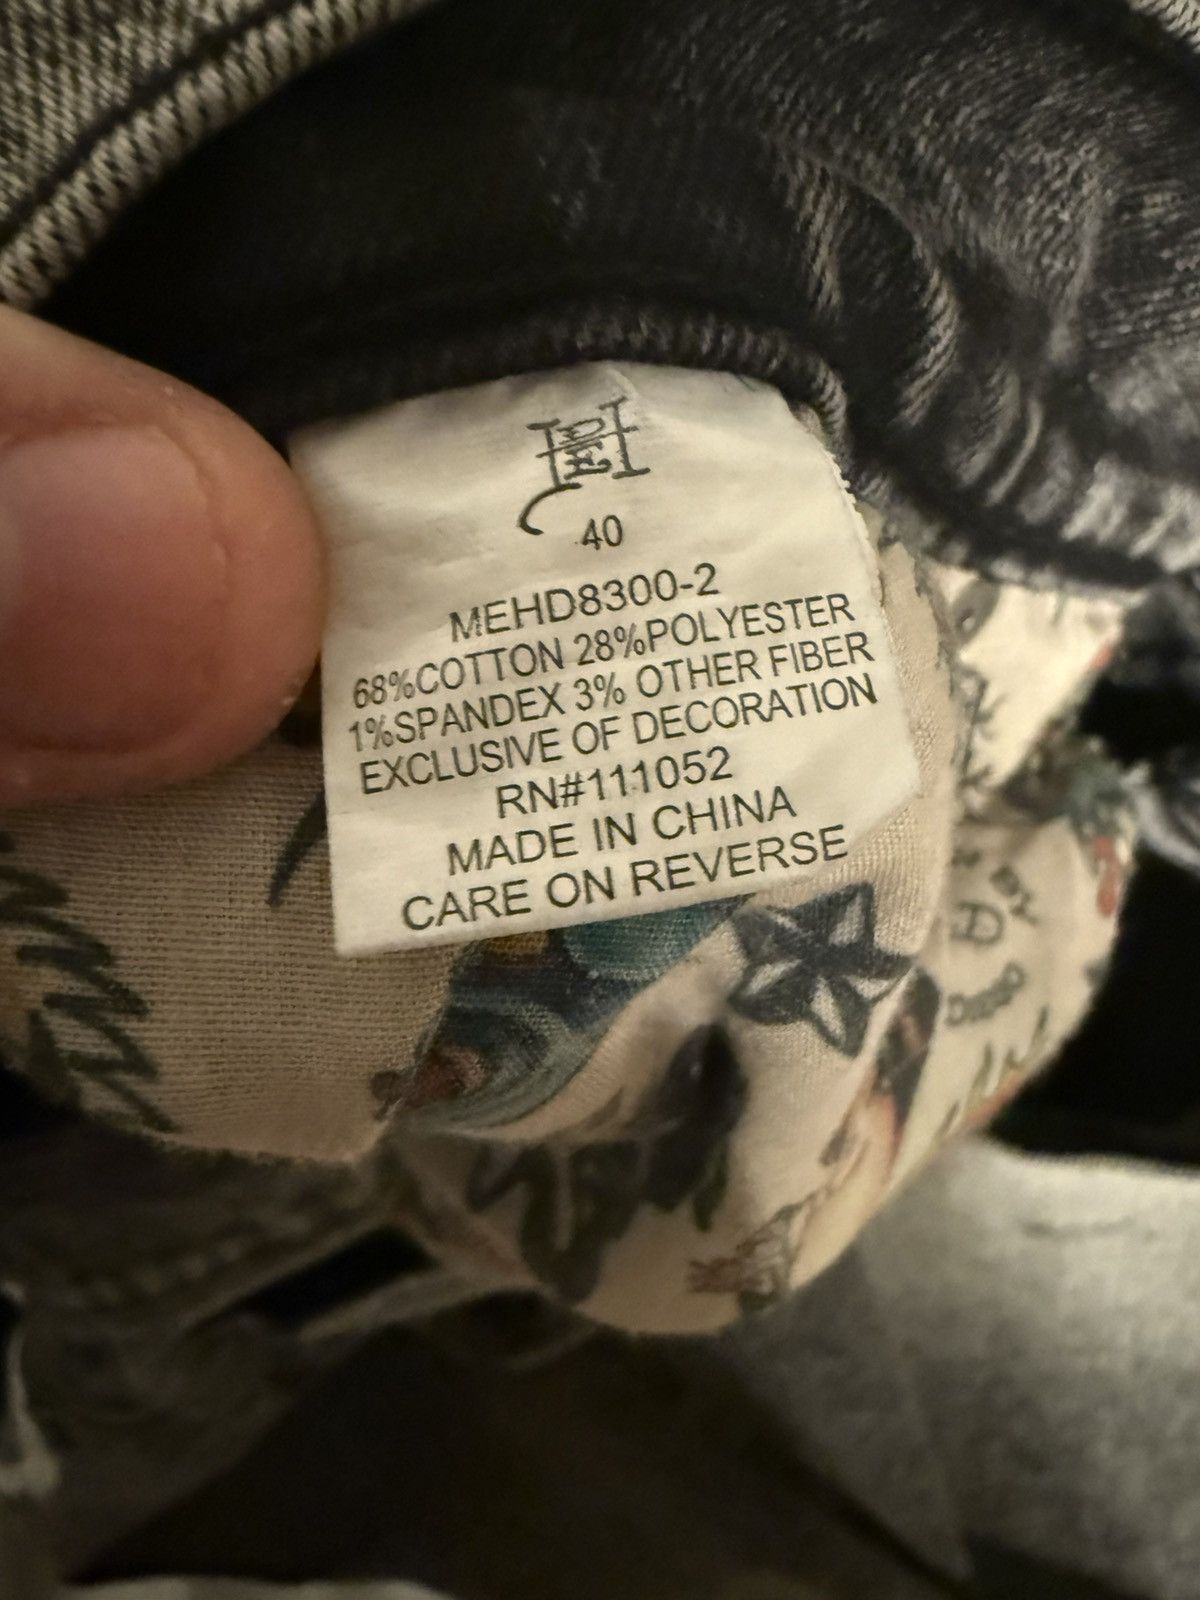 40
MEHD8300-2
68%COTTON 28%POLYESTER
1%SPANDEX 3% OTHER FIBER
EXCLUSIVE OF DECORATION
RN#111052
MADE IN CHINA
CARE ON REVERSE
BY